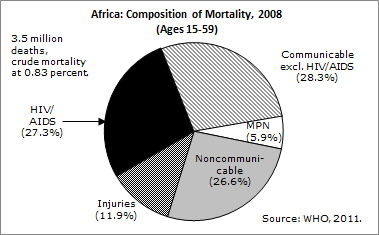 Africa: Composition of Mortality, 2008
(Ages 15-59)
3.5 million
deaths,
crude mortality
at 0.83 percent.
Communicable
excl. HIV/AIDS
(28.3%)
HIV/
AIDS
(27.3%)
MPN
(5.9%)
Noncommuni-
cable
(26.6%)
Injuries
(11.9%)
Source: WHO, 2011.